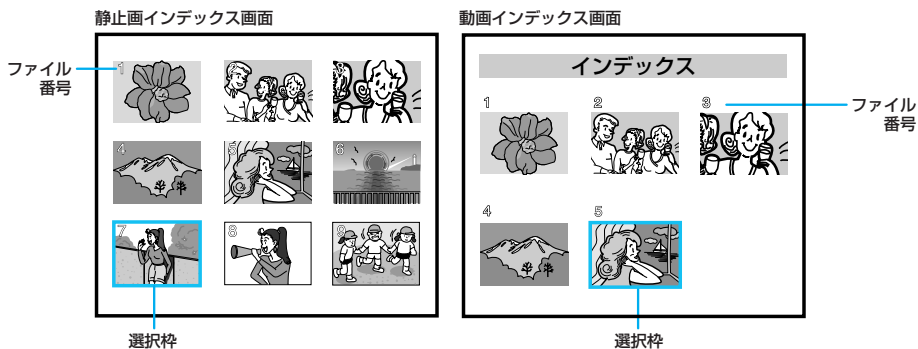 静止画インデックス画面
ファイル
番号
1
4
5
6
7
8
9
選択枠
動画インデックス画面
インデックス
1
2
3
ファイル
番号
4
5
選択枠